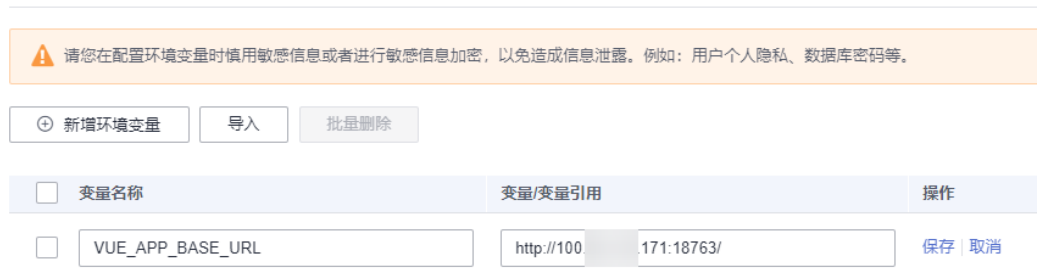 请您在配置环境变量时慎用敏感信息或者进行敏感信息加密，以免造成信息泄露。例如：用户个人隐私、数据库密码等。
新增环境变量 导入 批量删除
变量名称 变量/变量引用 操作
VUE_APP_BASE_URL http://100. .171:18763/ 保存 取消